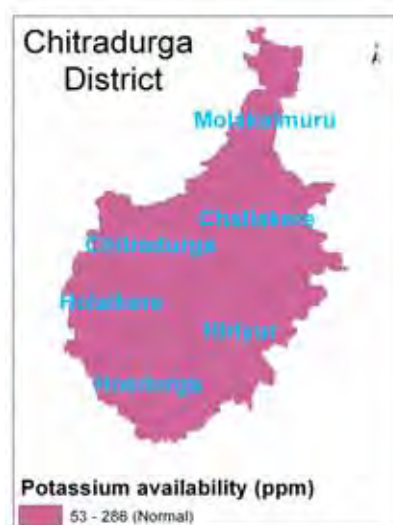 Chitradurga
District
Molakalmuru
Challakere
Chitradurga
Holalkere
Hiriyur
Hosdurga
Potassium availability (ppm)
53 - 286 (Normal)